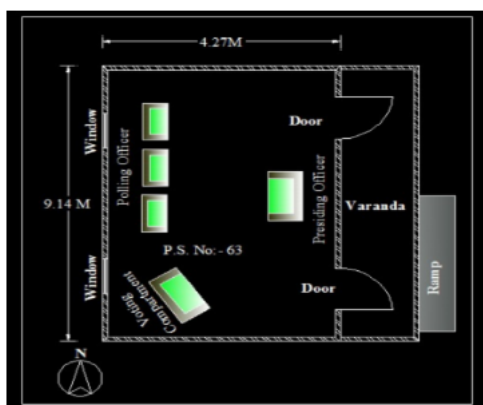 4.27M
Door
Window
Polling Officer
Presiding Officer
Varanda
9.14 M
P.S. No:- 63
Window
Voting
Compartment
Door
Ramp
N